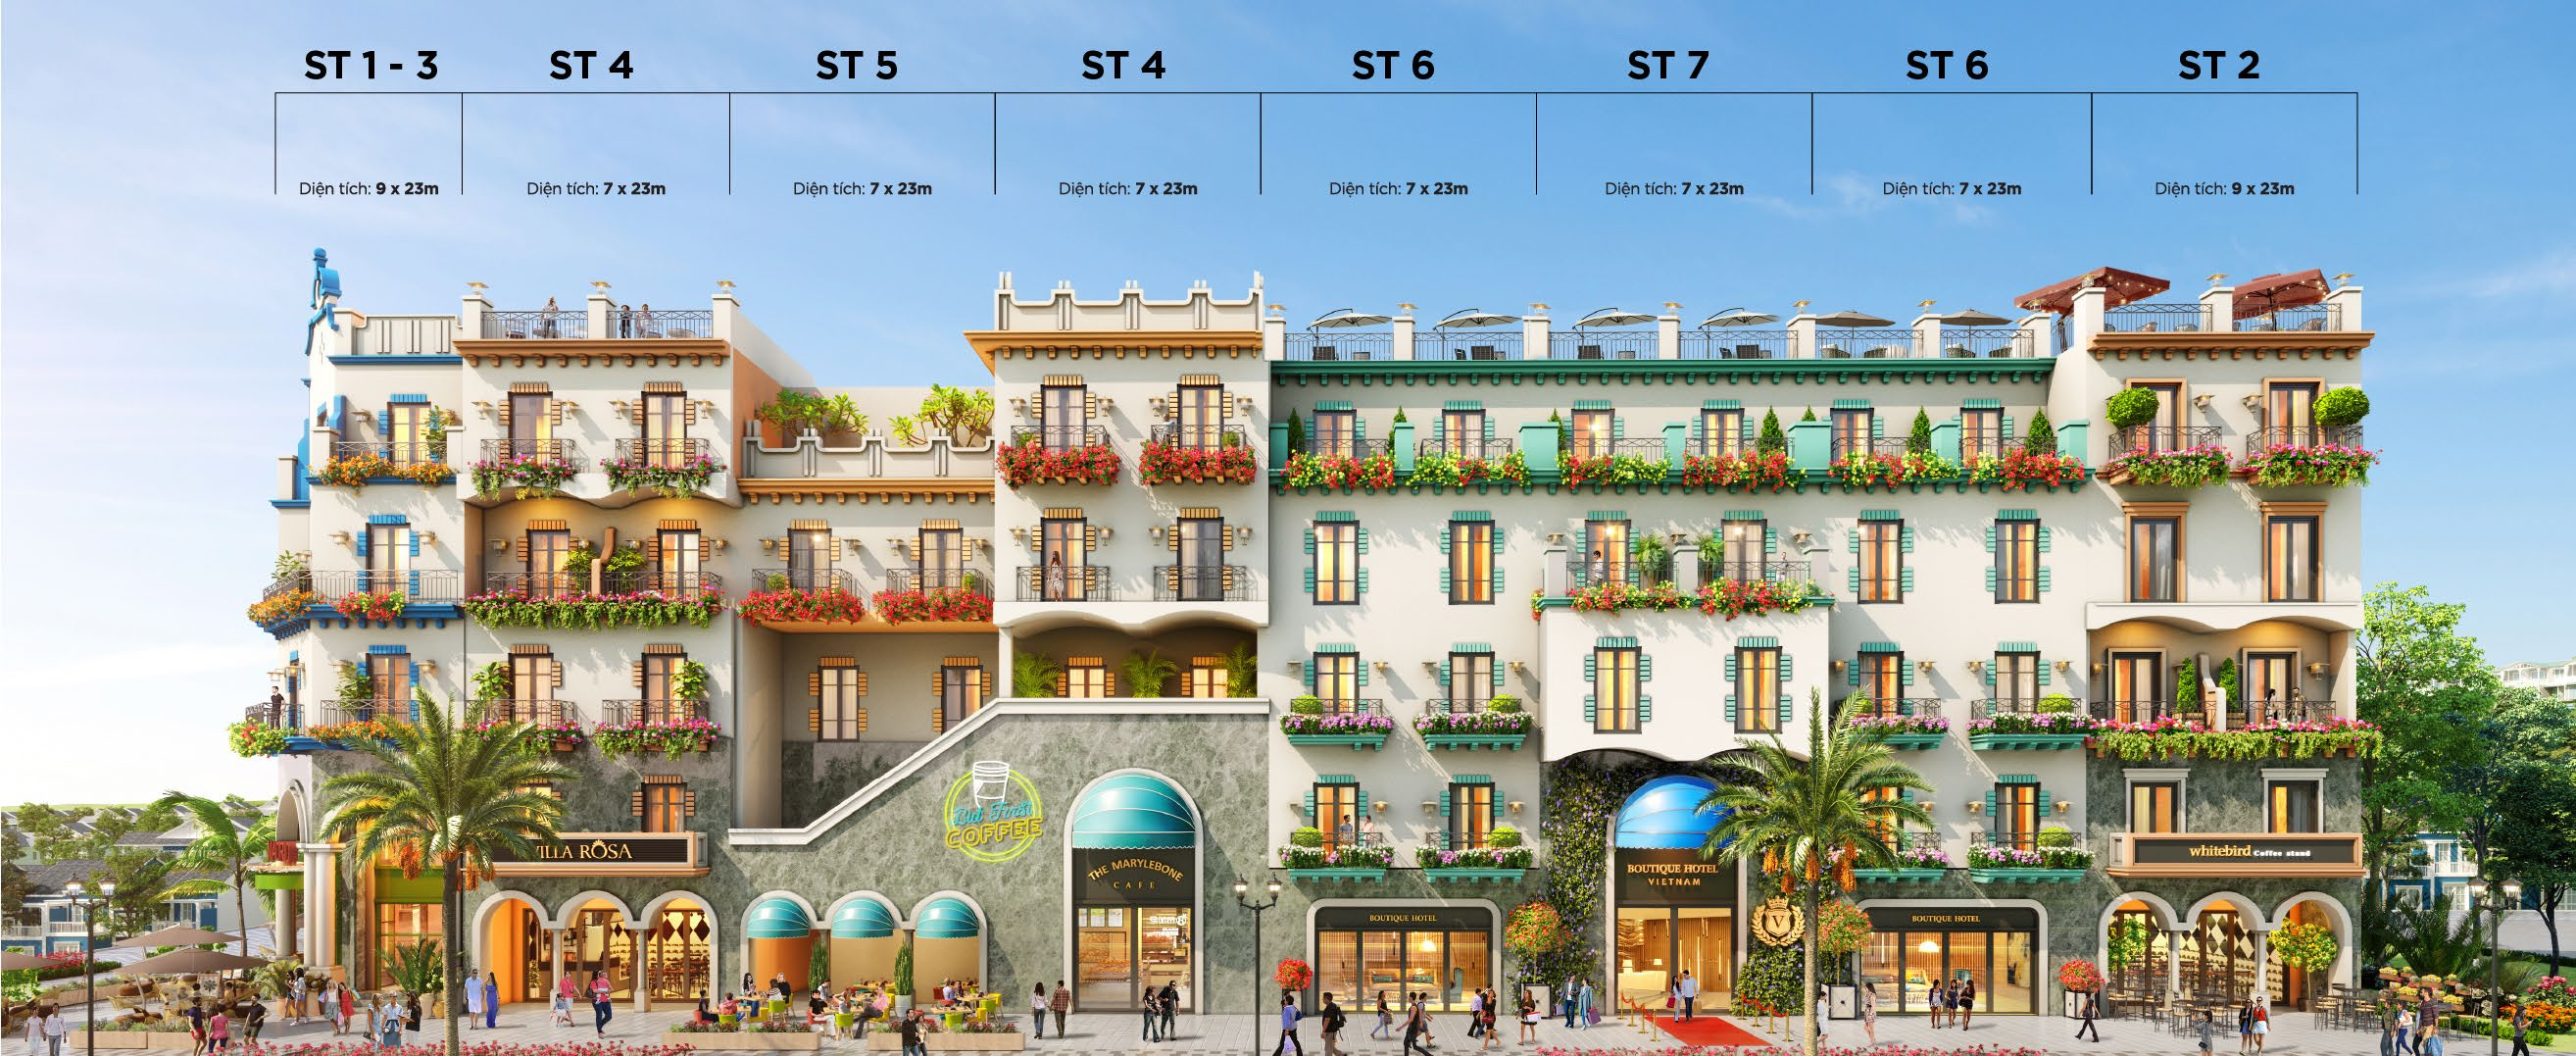 ST 1 - 3
ST 4
ST 5
ST 4
ST 6
ST 7
ST 6
ST 2
Diện tích: 9 x 23m
Diện tích: 7 x 23m
Diện tích: 7 x 23m
Diện tích: 7 x 23m
Diện tích: 7 x 23m
Diện tích: 7 x 23m
Diện tích: 7 x 23m
Diện tích: 9 x 23m
But First
COFFEE
VILLA ROSA
THE MARYLEBONE
CAFE
BOUTIQUE HOTEL
VIETNAM
whitebird Coffee stand
BOUTIQUE HOTEL
V
BOUTIQUE HOTEL